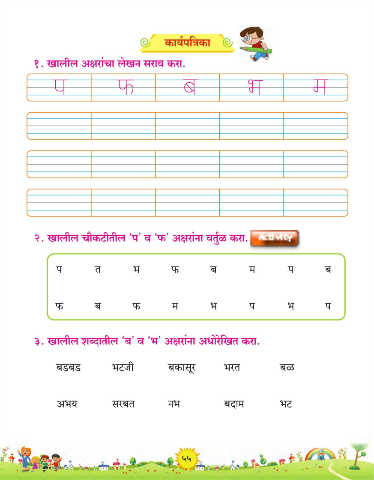 कार्यपत्रिका
१. खालील अक्षरांचा लेखन सराव करा.
प फ ब भ म
२. खालील चौकटीतील 'प' व 'फ' अक्षरांना वर्तुळ करा.
प त भ फ ब म प ब
फ ब फ म भ प भ प
३. खालील शब्दातील 'ब' व 'भ' अक्षरांना अधोरेखित करा.
बडबड भटजी बकासूर भरत बळ
अभय सरबत नभ बदाम भट
५५